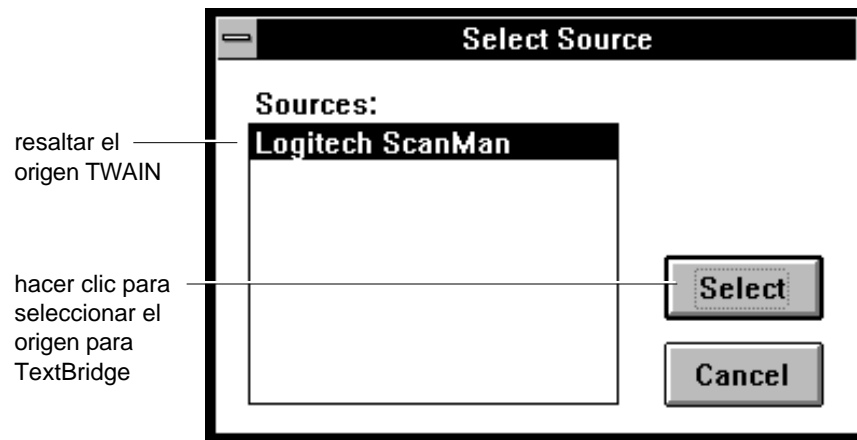 Select Source
Sources:
resaltar el
origen TWAIN
Logitech ScanMan
hacer clic para
seleccionar el
origen para
TextBridge
Select
Cancel